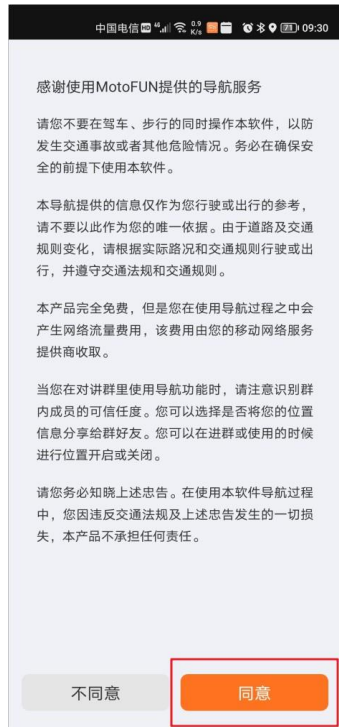 中国电信 HD 4G 0.9 K/s 09:30
感谢使用MotoFUN提供的导航服务
请您不要在驾车、步行的同时操作本软件，以防
发生交通事故或者其他危险情况。务必在确保安
全的前提下使用本软件。
本导航提供的信息仅作为您行驶或出行的参考，
请不要以此作为您的唯一依据。由于道路及交通
规则变化，请根据实际路况和交通规则行驶或出
行，并遵守交通法规和交通规则。
本产品完全免费，但是您在使用导航过程之中会
产生网络流量费用，该费用由您的移动网络服务
提供商收取。
当您在对讲群里使用导航功能时，请注意识别群
内成员的可信任度。您可以选择是否将您的位置
信息分享给群好友。您可以在进群或使用的时候
进行位置开启或关闭。
请您务必知晓上述忠告。在使用本软件导航过程
中，您因违反交通法规及上述忠告发生的一切损
失，本产品不承担任何责任。
不同意
同意